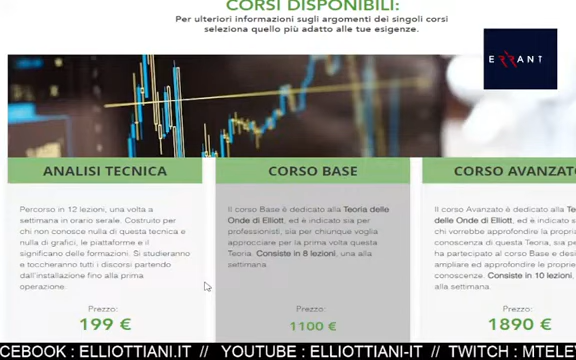 CORSI DISPONIBILI:
Per ulteriori informazioni sugli argomenti dei singoli corsi
seleziona quello più adatto alle tue esigenze.
ERRANT
ANALISI TECNICA
Percorso in 12 lezioni, una volta a
settimana in orario serale. Costruito per
chi non conosce nulla di questa tecnica e
nulla di grafici, le piattaforme e il
significato delle formazioni. Si studieranno
e toccheranno tutti i discorsi partendo
dall'installazione fino alla prima
operazione.
Prezzo:
199 €
CORSO BASE
Il corso Base è dedicato alla Teoria delle
Onde di Elliott, ed è indicato sia per
professionisti, sia per chiunque voglia
approcciare per la prima volta questa
Teoria. Consiste in 8 lezioni, una alla
settimana.
Prezzo:
1100 €
CORSO AVANZATO
Il corso Avanzato è dedicato alla Te
delle Onde di Elliott, ed è indicato s
chi vorrebbe approfondire la propri
conoscenza di questa Teoria, sia per
ha partecipato al corso Base e desid
ampliare ed approfondire le proprie
conoscenze. Consiste in 10 lezioni,
alla settimana.
Prezzo:
1890 €
CEBOOK : ELLIOTTIANI.IT // YOUTUBE : ELLIOTTIANI-IT // TWITCH : MTELE